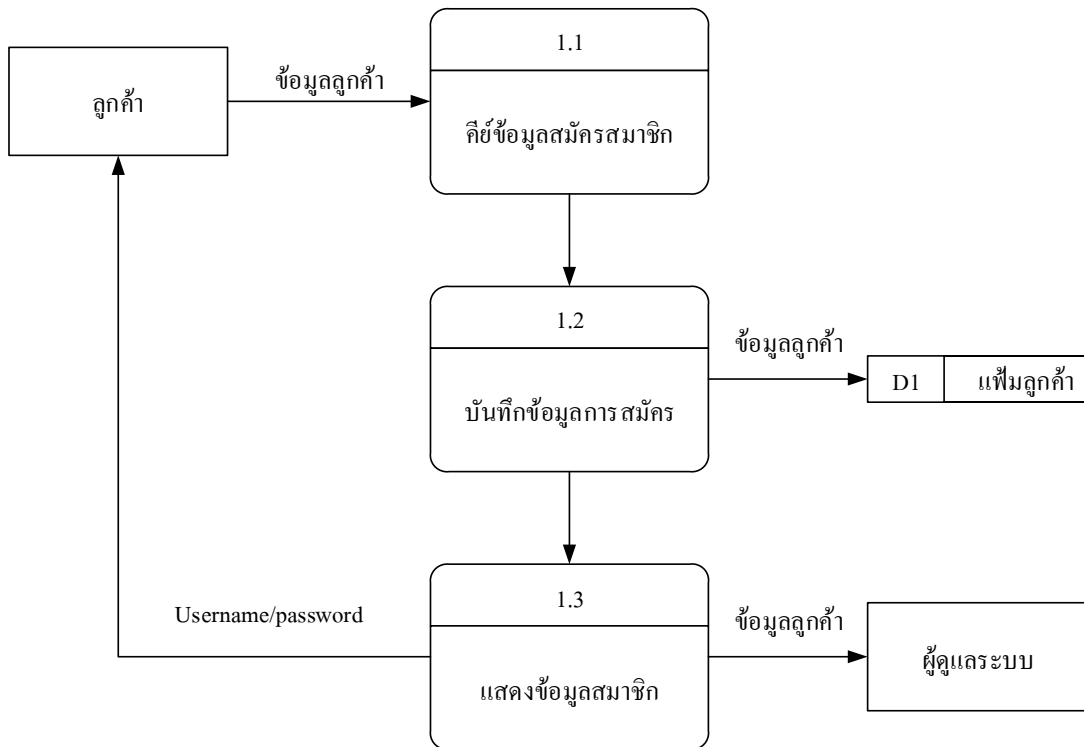 1.1
ข้อมูลลูกค้า
ลูกค้า
คีย์ข้อมูลสมัครสมาชิก
1.2
ข้อมูลลูกค้า
D1
แฟ้มลูกค้า
บันทึกข้อมูลการ สมัคร
1.3
Username/password
ข้อมูลลูกค้า
ผู้ดูแลระบบ
แสดงข้อมูลสมาชิก